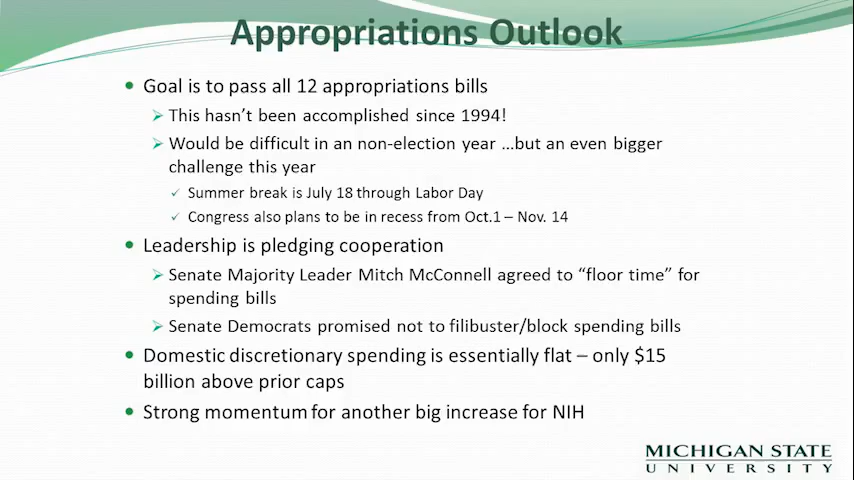 Appropriations Outlook
• Goal is to pass all 12 appropriations bills
➢ This hasn't been accomplished since 1994!
➢ Would be difficult in an non-election year …but an even bigger
challenge this year
✓ Summer break is July 18 through Labor Day
✓ Congress also plans to be in recess from Oct.1 – Nov. 14
• Leadership is pledging cooperation
➢ Senate Majority Leader Mitch McConnell agreed to “floor time” for
spending bills
➢ Senate Democrats promised not to filibuster/block spending bills
• Domestic discretionary spending is essentially flat – only $15
billion above prior caps
• Strong momentum for another big increase for NIH
MICHIGAN STATE
UNIVERSITY